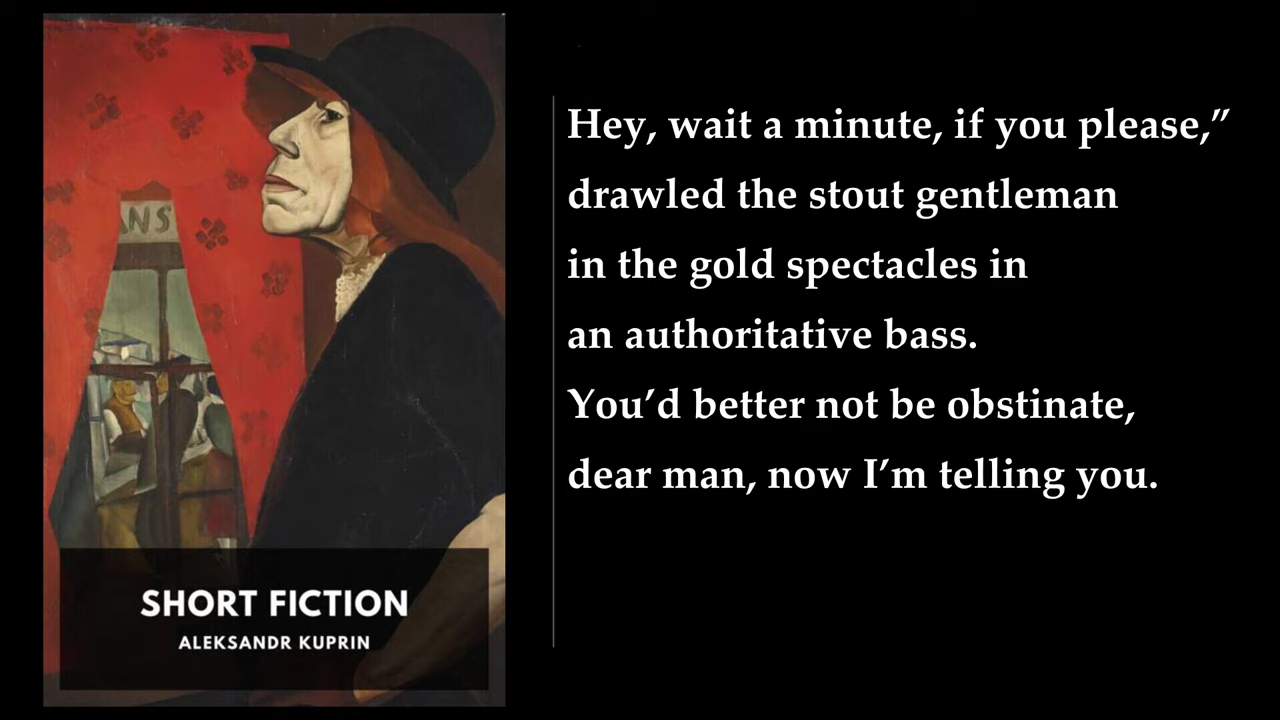 ANS
SHORT FICTION
ALEKSANDR KUPRIN
Hey, wait a minute, if you please,”
drawled the stout gentleman
in the gold spectacles in
an authoritative bass.
You’d better not be obstinate,
dear man, now I’m telling you.